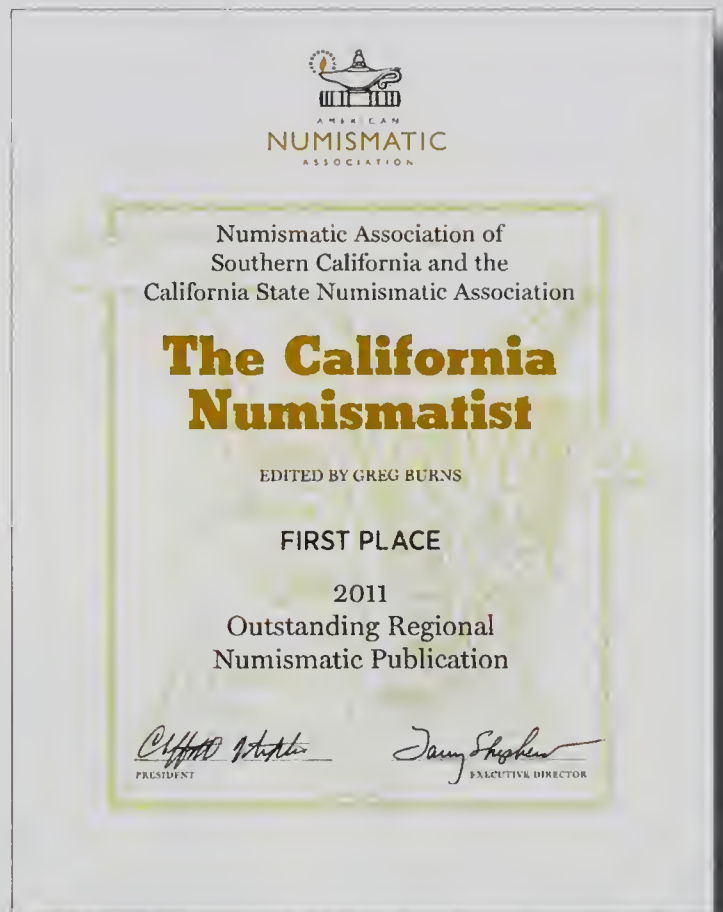 AMERICAN
NUMISMATIC
ASSOCIATION
Numismatic Association of
Southern California and the
California State Numismatic Association
The California
Numismatist
EDITED BY GREG BURNS
FIRST PLACE
2011
Outstanding Regional
Numismatic Publication
PRESIDENT
EXECUTIVE DIRECTOR